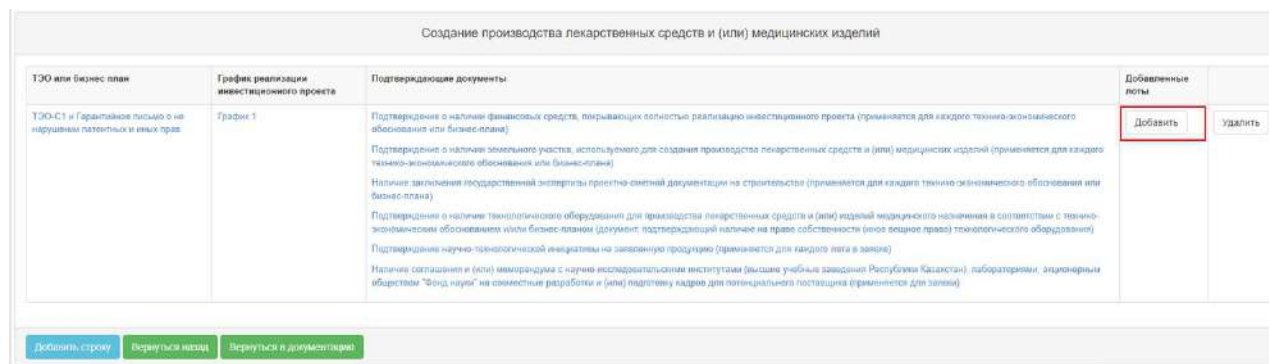 Создание производства лекарственных средств и (или) медицинских изделий
ТЭО или бизнес план
График реализации
инвестиционного проекта
Подтверждающие документы
Добавленные
лоты
ТЭО-С1 и Гарантийное письмо о не
нарушении патентных и иных прав
График 1
Подтверждение о наличии финансовых средств, покрывающих полностью реализацию инвестиционного проекта (применяется для каждого технико-экономического
обоснования или бизнес-плана)
Подтверждение о наличии земельного участка, используемого для создания производства лекарственных средств и (или) медицинских изделий (применяется для каждого
технико-экономического обоснования или бизнес-плана)
Наличие заключения государственной экспертизы проектно-сметной документации на строительство (применяется для каждого технико-экономического обоснования или
бизнес-плана)
Подтверждение о наличии технологического оборудования для производства лекарственных средств и (или) изделий медицинского назначения в соответствии с технико-
экономическим обоснованием и/или бизнес-планом (документ, подтверждающий наличие на праве собственности (иное вещное право) технологического оборудования)
Подтверждение научно-технологической инициативы на заявленную продукцию (применяется для каждого лота в заявке)
Наличие соглашения и (или) меморандума с научно-исследовательскими институтами (высшие учебные заведения Республики Казахстан), лабораториями, акционерным
обществом "Фонд науки" на совместные разработки и (или) подготовку кадров для потенциального поставщика (применяется для заявки)
Добавить
Удалить
Добавить строку
Вернуться назад
Вернуться в документацию